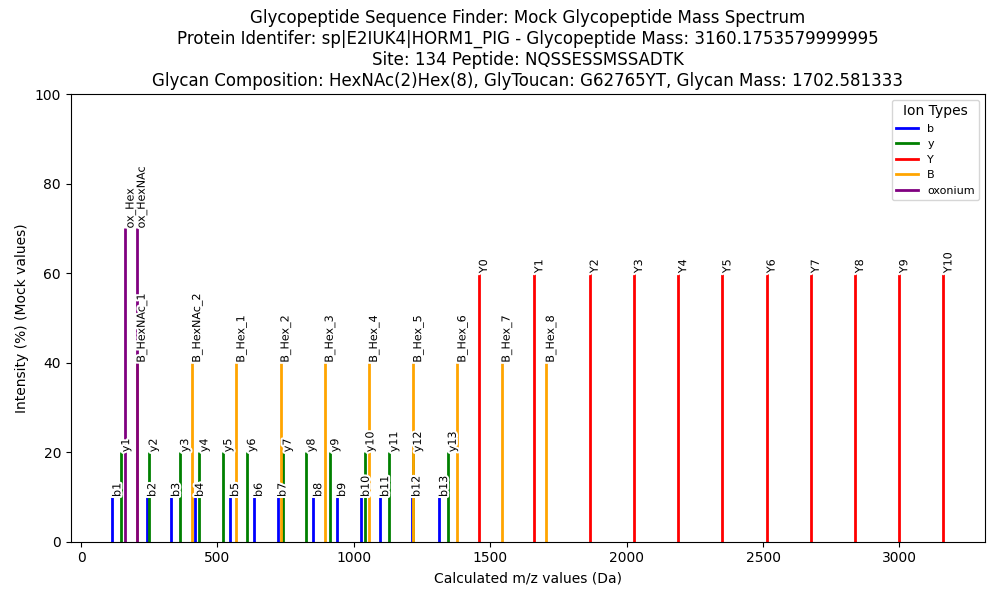 Glycopeptide Sequence Finder: Mock Glycopeptide Mass Spectrum
Protein Identifer: sp|E2IUK4|HORM1_PIG - Glycopeptide Mass: 3160.1753579999995
Site: 134 Peptide: NQSSESSMSSADTK
Glycan Composition: HexNAc(2)Hex(8), GlyToucan: G62765YT, Glycan Mass: 1702.581333
Intensity (%) (Mock values)
100
80
60
40
20
0
Ion Types
b
y
Y
B
oxonium
ox_Hex
ox_HexNAc
Y0
Y1
Y2
Y3
Y4
Y5
Y6
Y7
Y8
Y9
Y10
B_HexNAc_1
B_HexNAc_2
B_Hex_1
B_Hex_2
B_Hex_3
B_Hex_4
B_Hex_5
B_Hex_6
B_Hex_7
B_Hex_8
y1
y2
y3
y4
y5
y6
y7
y8
y9
y10
y11
y12
y13
b1
b2
b3
b4
b5
b6
b7
b8
b9
b10
b11
b12
b13
0
500
1000
1500
2000
2500
3000
Calculated m/z values (Da)